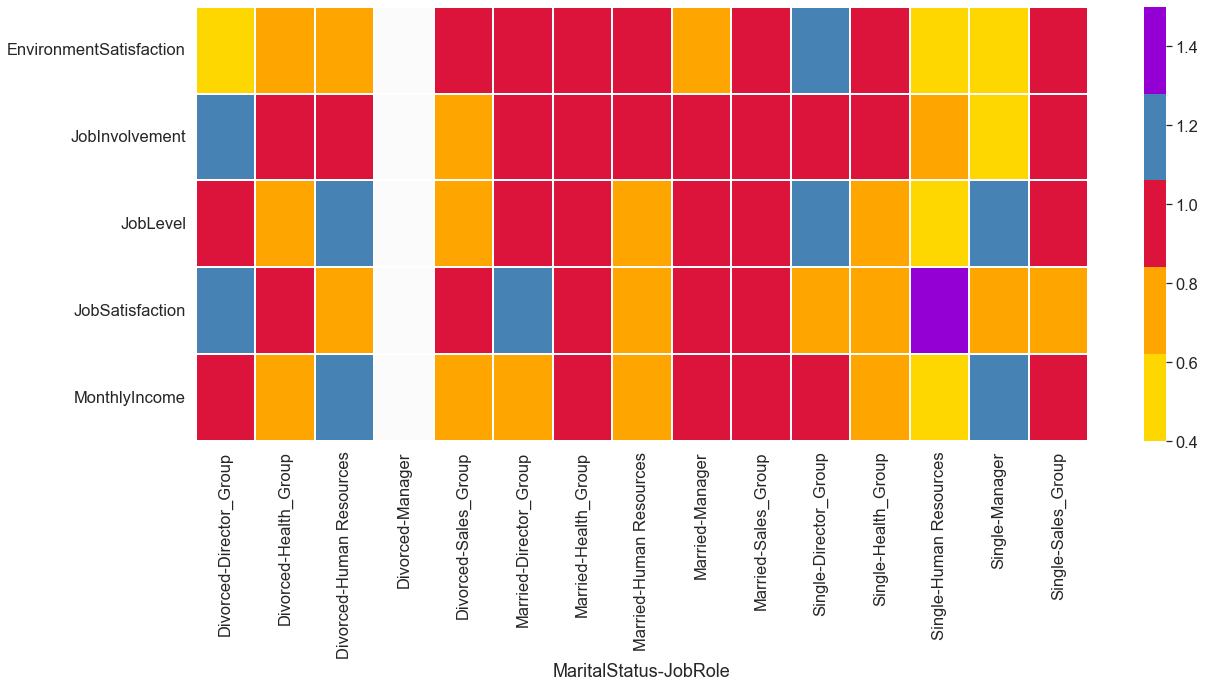 EnvironmentSatisfaction
JobInvolvement
JobLevel
JobSatisfaction
MonthlyIncome
Divorced-Director_Group
Divorced-Health_Group
Divorced-Human Resources
Divorced-Manager
Divorced-Sales_Group
Married-Director_Group
Married-Health_Group
Married-Human Resources
Married-Manager
Married-Sales_Group
Single-Director_Group
Single-Health_Group
Single-Human Resources
Single-Manager
Single-Sales_Group
MaritalStatus-JobRole
1.4
1.2
1.0
0.8
0.6
0.4